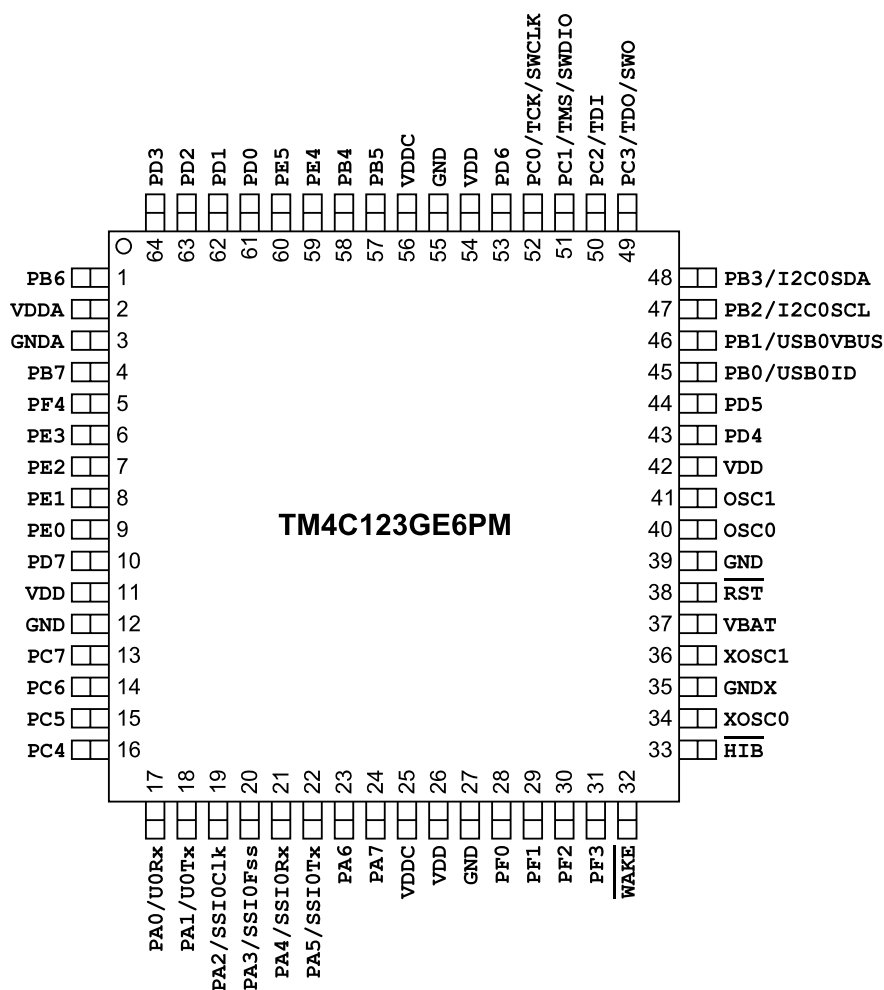 PC0/TCK/SWCLK
PC1/TMS/SWDIO
PC2/TDI
PC3/TDO/SWO
PD3
PD2
PD1
PD0
PE5
PE4
PB4
PB5
VDDC
GND
VDD
PD6
64
63
62
61
60
59
58
57
56
55
54
53
52
51
50
49
PB6 1
VDDA 2
GNDA 3
PB7 4
PF4 5
PE3 6
PE2 7
PE1 8
PE0 9
PD7 10
VDD 11
GND 12
PC7 13
PC6 14
PC5 15
PC4 16
TM4C123GE6PM
48 PB3/I2C0SDA
47 PB2/I2C0SCL
46 PB1/USB0VBUS
45 PB0/USB0ID
44 PD5
43 PD4
42 VDD
41 OSC1
40 OSC0
39 GND
38 RST
37 VBAT
36 XOSC1
35 GNDX
34 XOSC0
33 HIB
17
18
19
20
21
22
23
24
25
26
27
28
29
30
31
32
PA0/U0Rx
PA1/U0Tx
PA2/SSI0Clk
PA3/SSI0Fss
PA4/SSI0Rx
PA5/SSI0Tx
PA6
PA7
VDDC
VDD
GND
PF0
PF1
PF2
PF3
WAKE